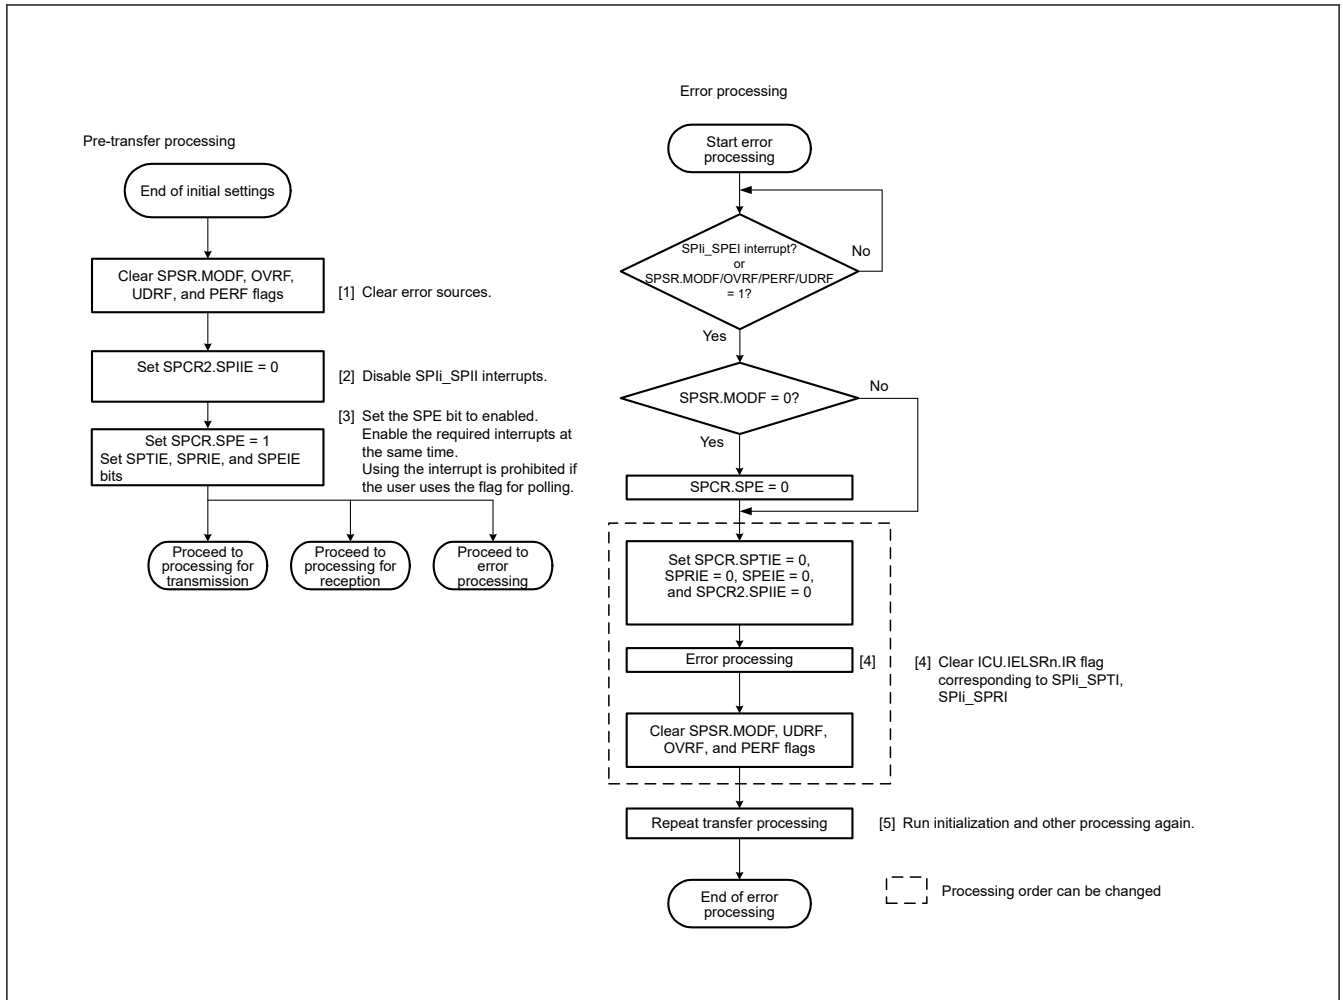 Pre-transfer processing
End of initial settings
Clear SPSR.MODF, OVRF,
UDRF, and PERF flags
[1] Clear error sources.
Set SPCR2.SPIIE = 0
[2] Disable SPIi_SPII interrupts.
Set SPCR.SPE = 1
Set SPTIE, SPRIE, and SPEIE
bits
[3] Set the SPE bit to enabled.
Enable the required interrupts at
the same time.
Using the interrupt is prohibited if
the user uses the flag for polling.
Proceed to
processing for
transmission
Proceed to
processing for
reception
Proceed to
error
processing
Error processing
Start error
processing
SPIi_SPEI interrupt?
or
SPSR.MODF/OVRF/PERF/UDRF
= 1?
No
Yes
SPSR.MODF = 0?
No
Yes
SPCR.SPE = 0
Set SPCR.SPTIE = 0,
SPRIE = 0, SPEIE = 0,
and SPCR2.SPIIE = 0
Error processing
[4]
[4] Clear ICU.IELSRn.IR flag
corresponding to SPIi_SPTI,
SPIi_SPRI
Clear SPSR.MODF, UDRF,
OVRF, and PERF flags
Repeat transfer processing
[5] Run initialization and other processing again.
End of error
processing
Processing order can be changed